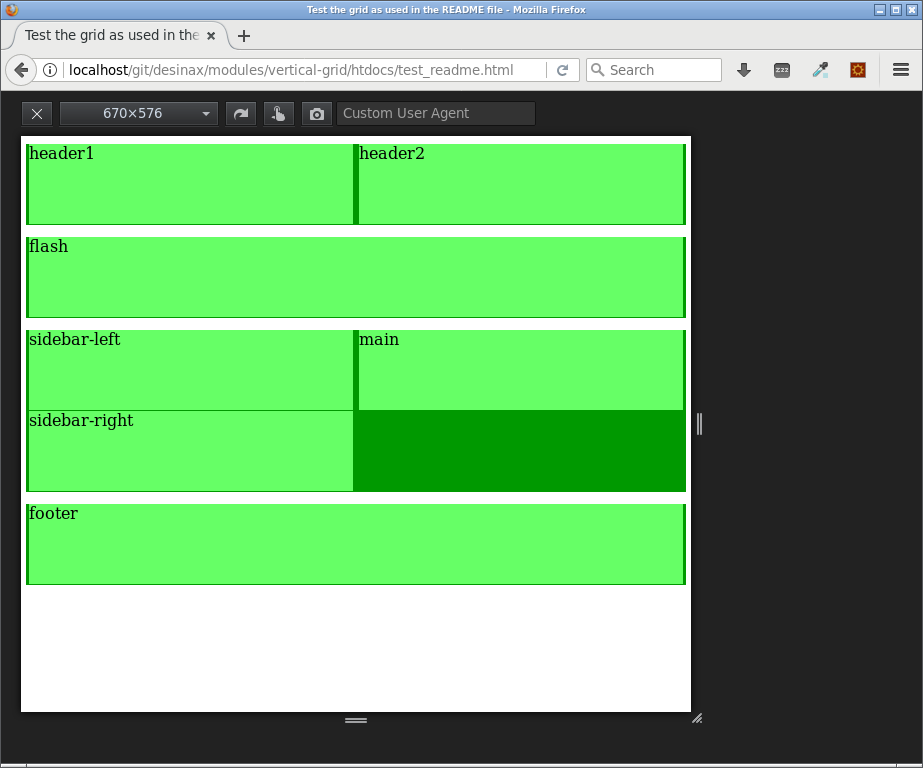 Test the grid as used in the README file - Mozilla Firefox
Test the grid as used in the
localhost/git/desinax/modules/vertical-grid/htdocs/test_readme.html
Search
zzz
670×576
Custom User Agent
header1
header2
flash
sidebar-left
main
sidebar-right
footer